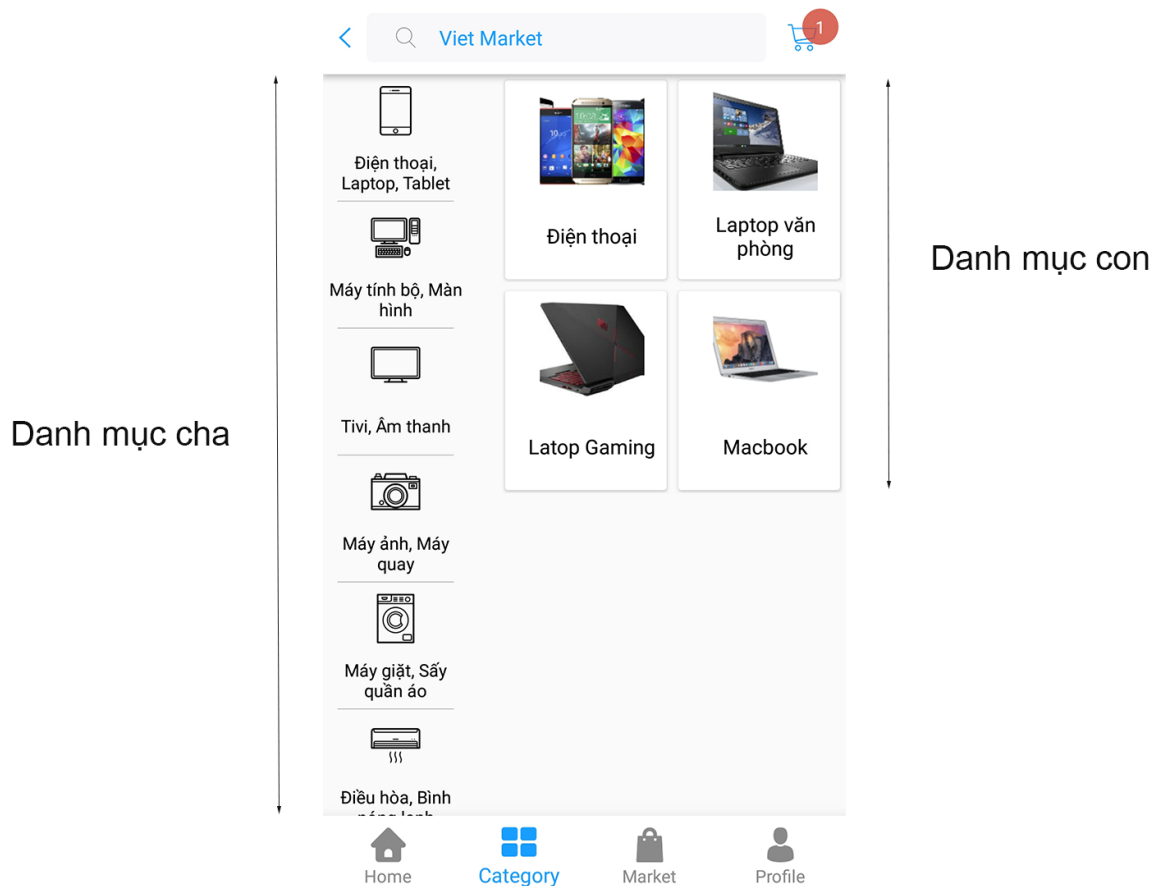 Viet Market
1
Điện thoại,
Laptop, Tablet
Máy tính bộ, Màn
hình
Tivi, Âm thanh
Máy ảnh, Máy
quay
Máy giặt, Sấy
quần áo
Điều hòa, Bình
nóng lạnh
Điện thoại
Laptop văn
phòng
Latop Gaming
Macbook
Danh mục cha
Danh mục con
Home
Category
Market
Profile